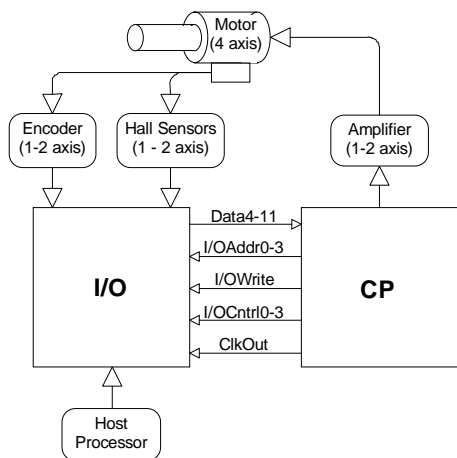 Motor
(4 axis)
Encoder
(1-2 axis)
Hall Sensors
(1 - 2 axis)
Amplifier
(1-2 axis)
Data4-11
I/OAddr0-3
I/OWrite
I/OCntrl0-3
ClkOut
I/O
CP
Host
Processor